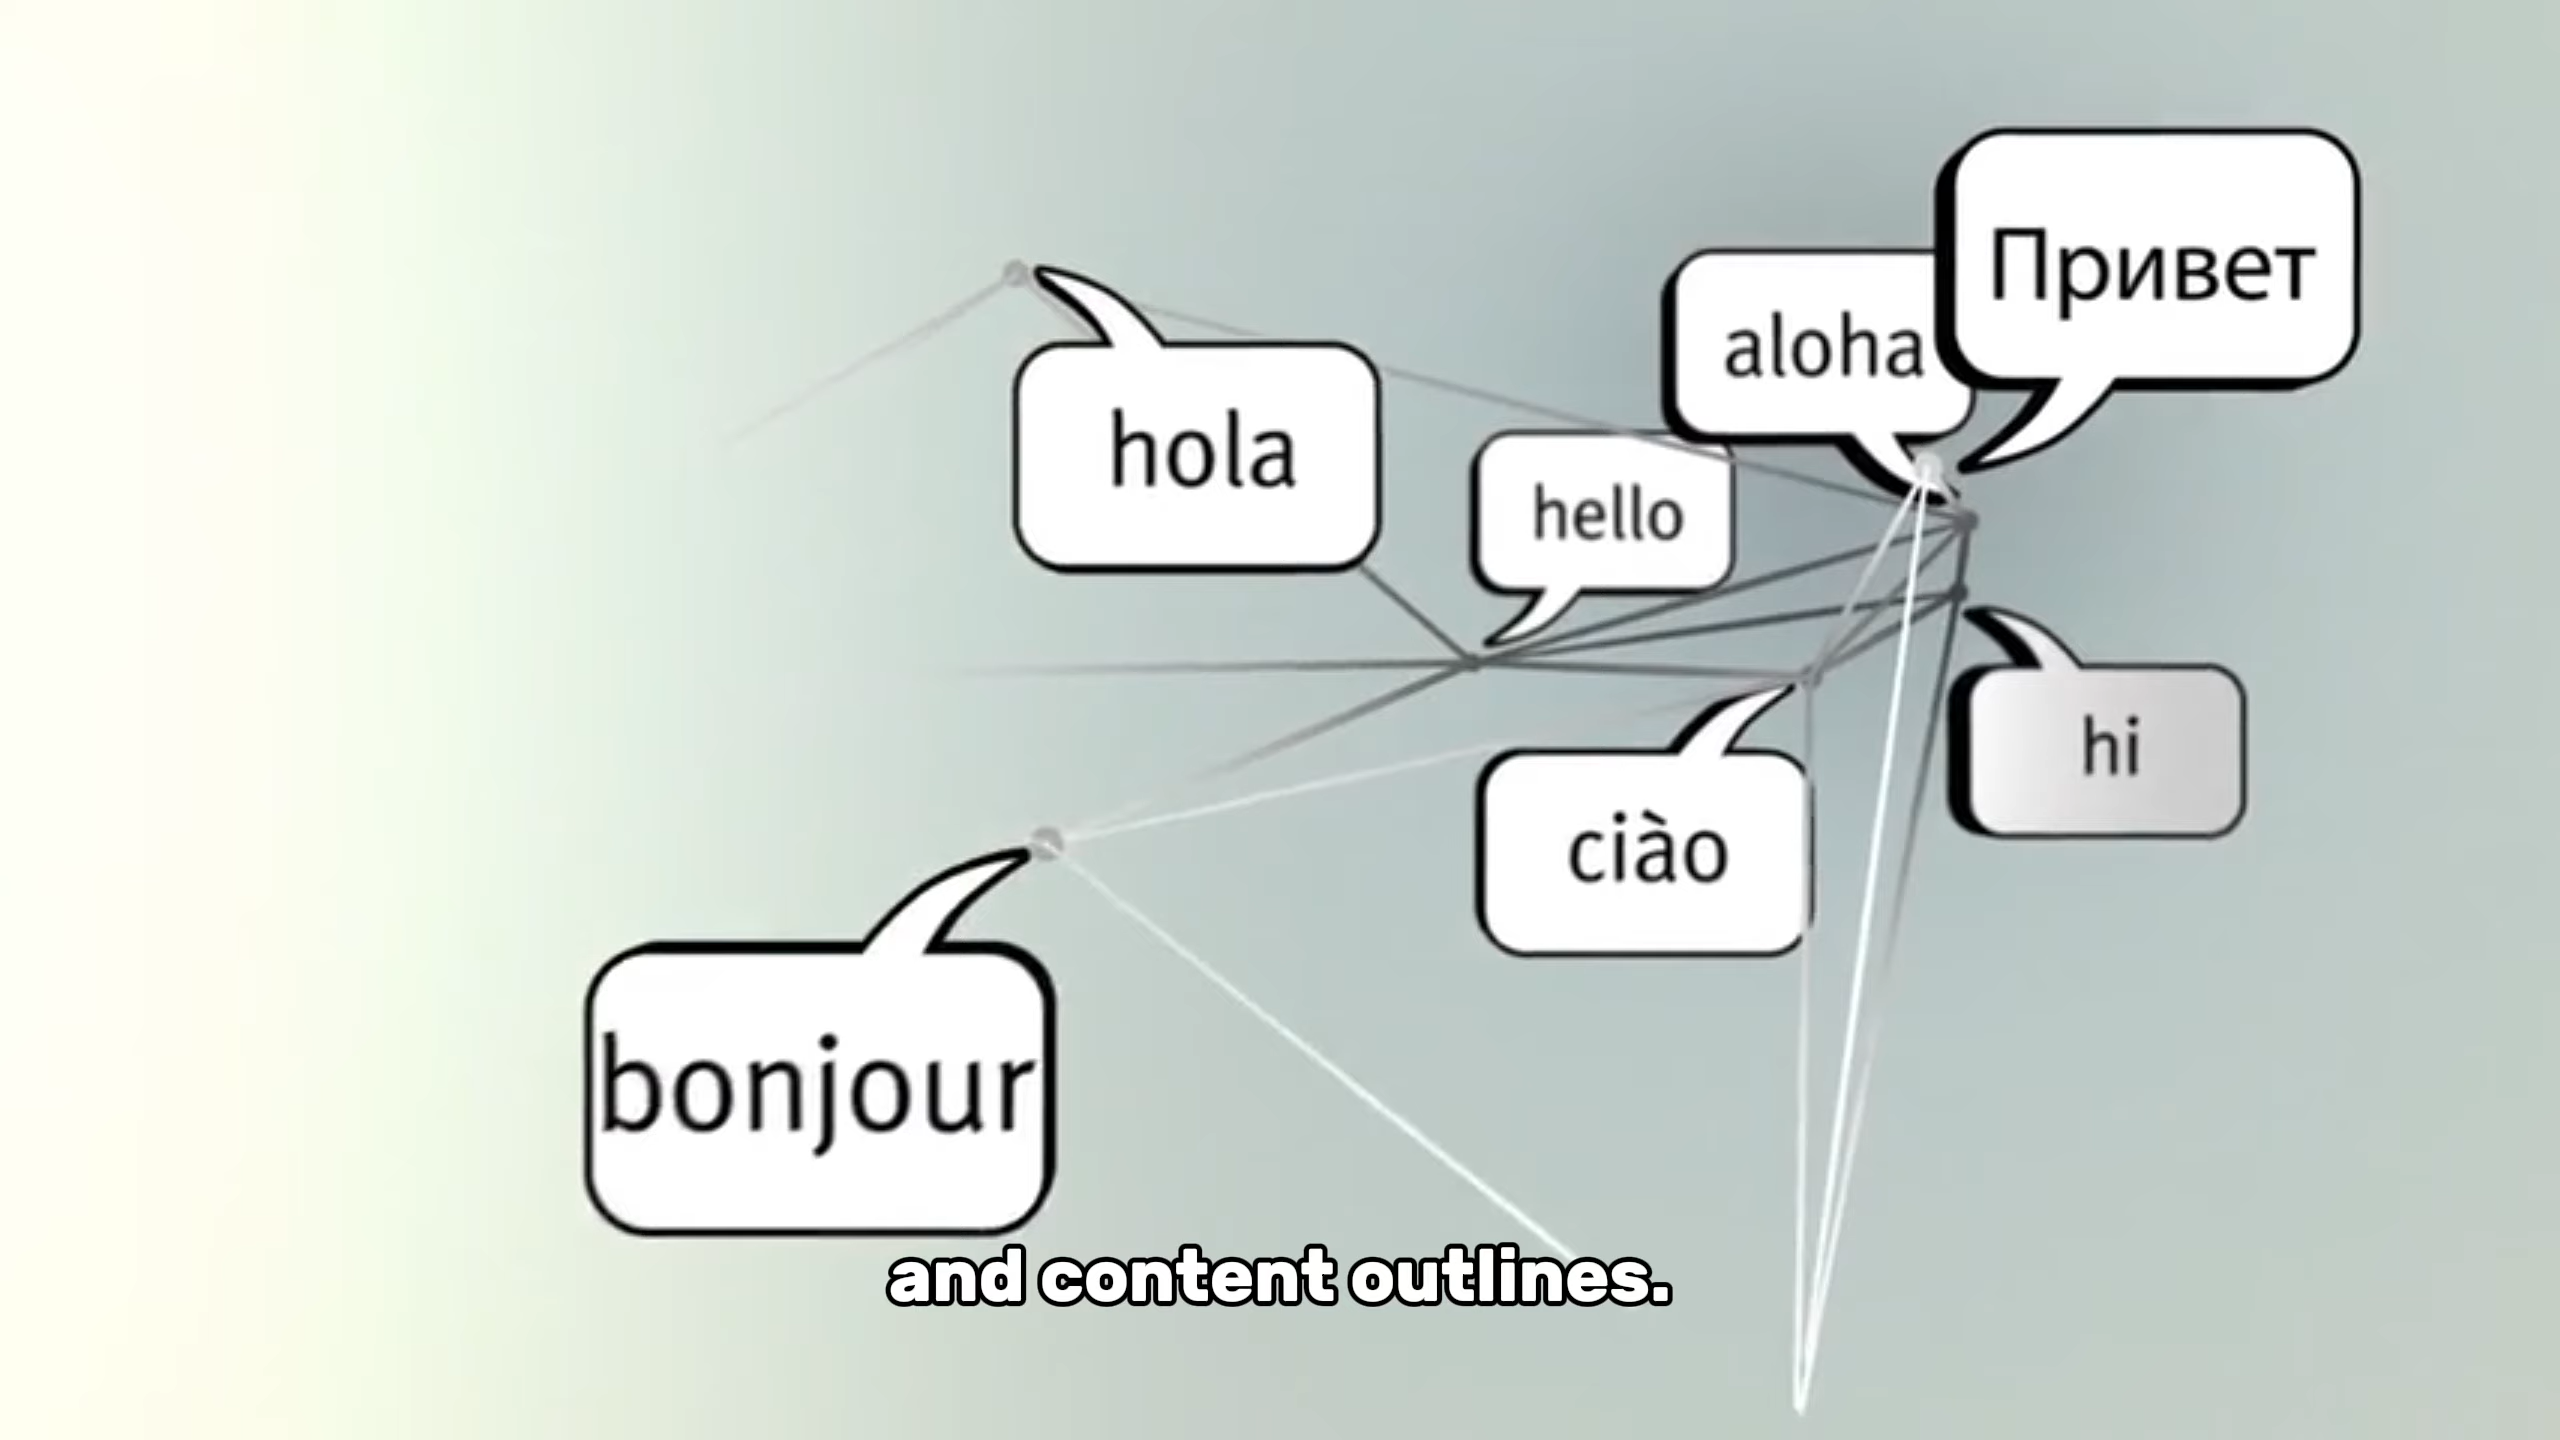 Привет
aloha
hola
hello
hi
ciào
bonjour
and content outlines.